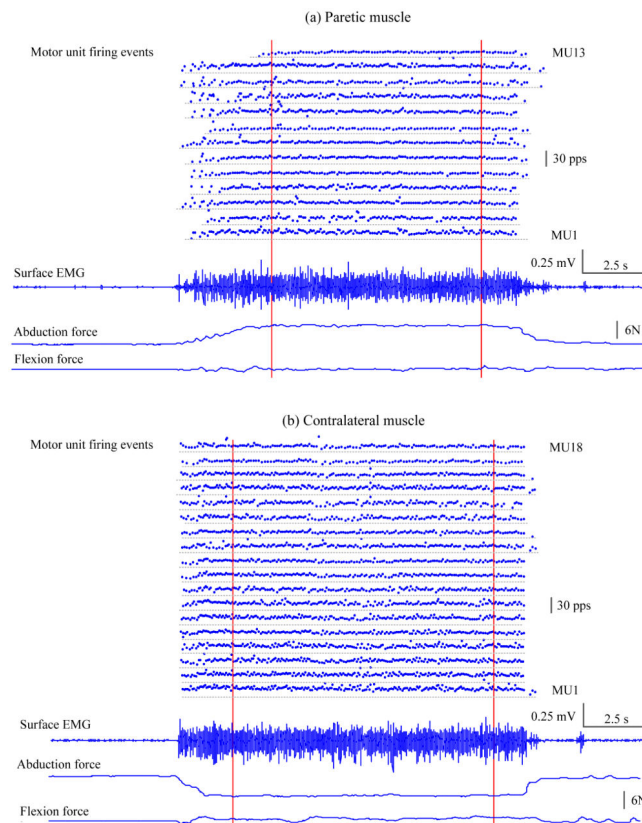 (a) Paretic muscle
Motor unit firing events
MU13
30 pps
MU1
0.25 mV
2.5 s
Surface EMG
Abduction force
6N
Flexion force
(b) Contralateral muscle
Motor unit firing events
MU18
30 pps
MU1
0.25 mV
2.5 s
Surface EMG
Abduction force
6N
Flexion force